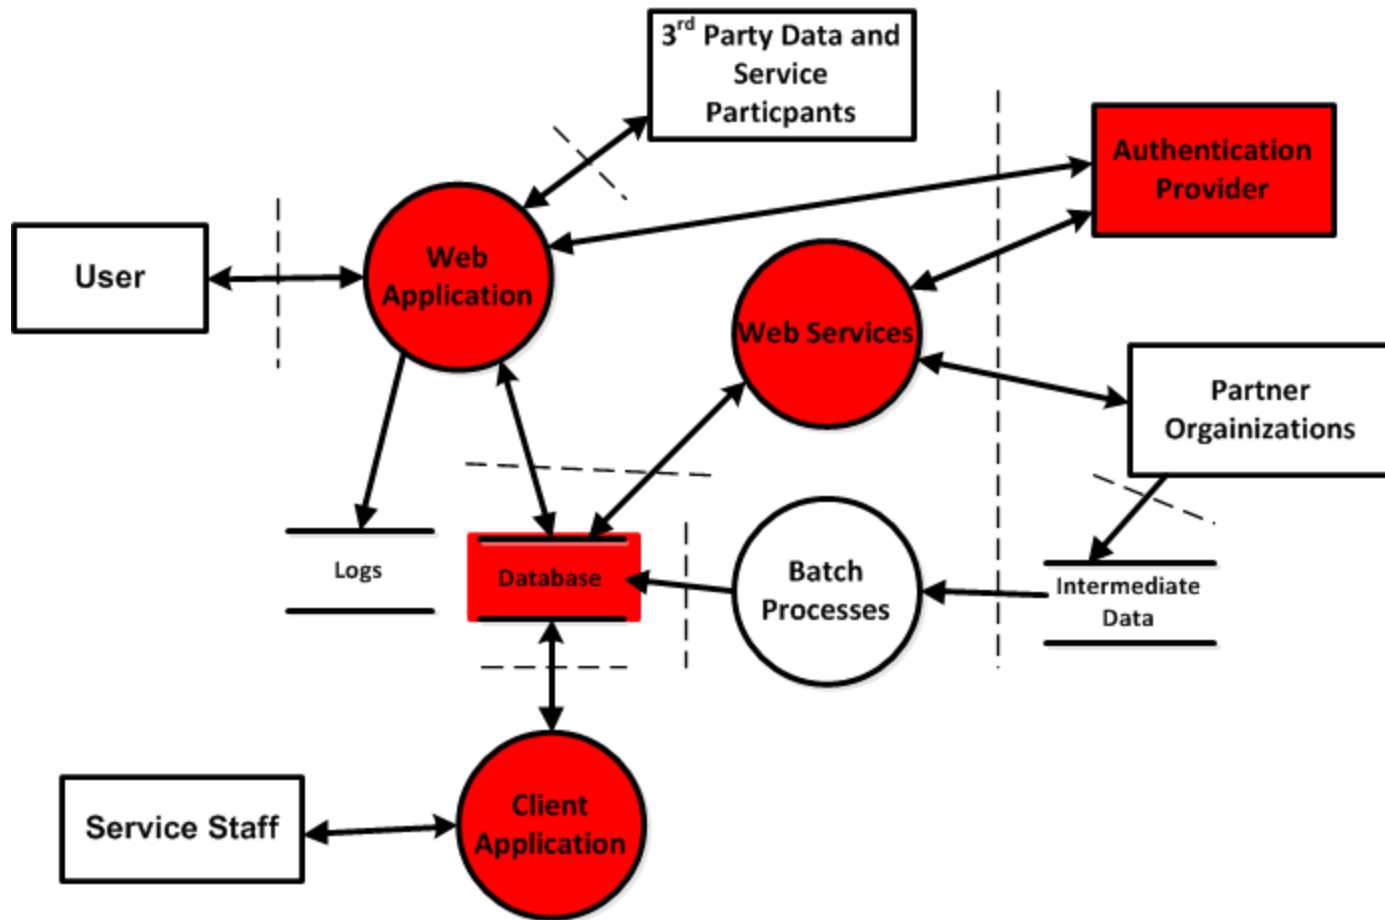 3rd Party Data and
Service
Particpants
Authentication
Provider
User
Web
Application
Web Services
Partner
Orgainizations
Logs
Database
Batch
Processes
Intermediate
Data
Service Staff
Client
Application